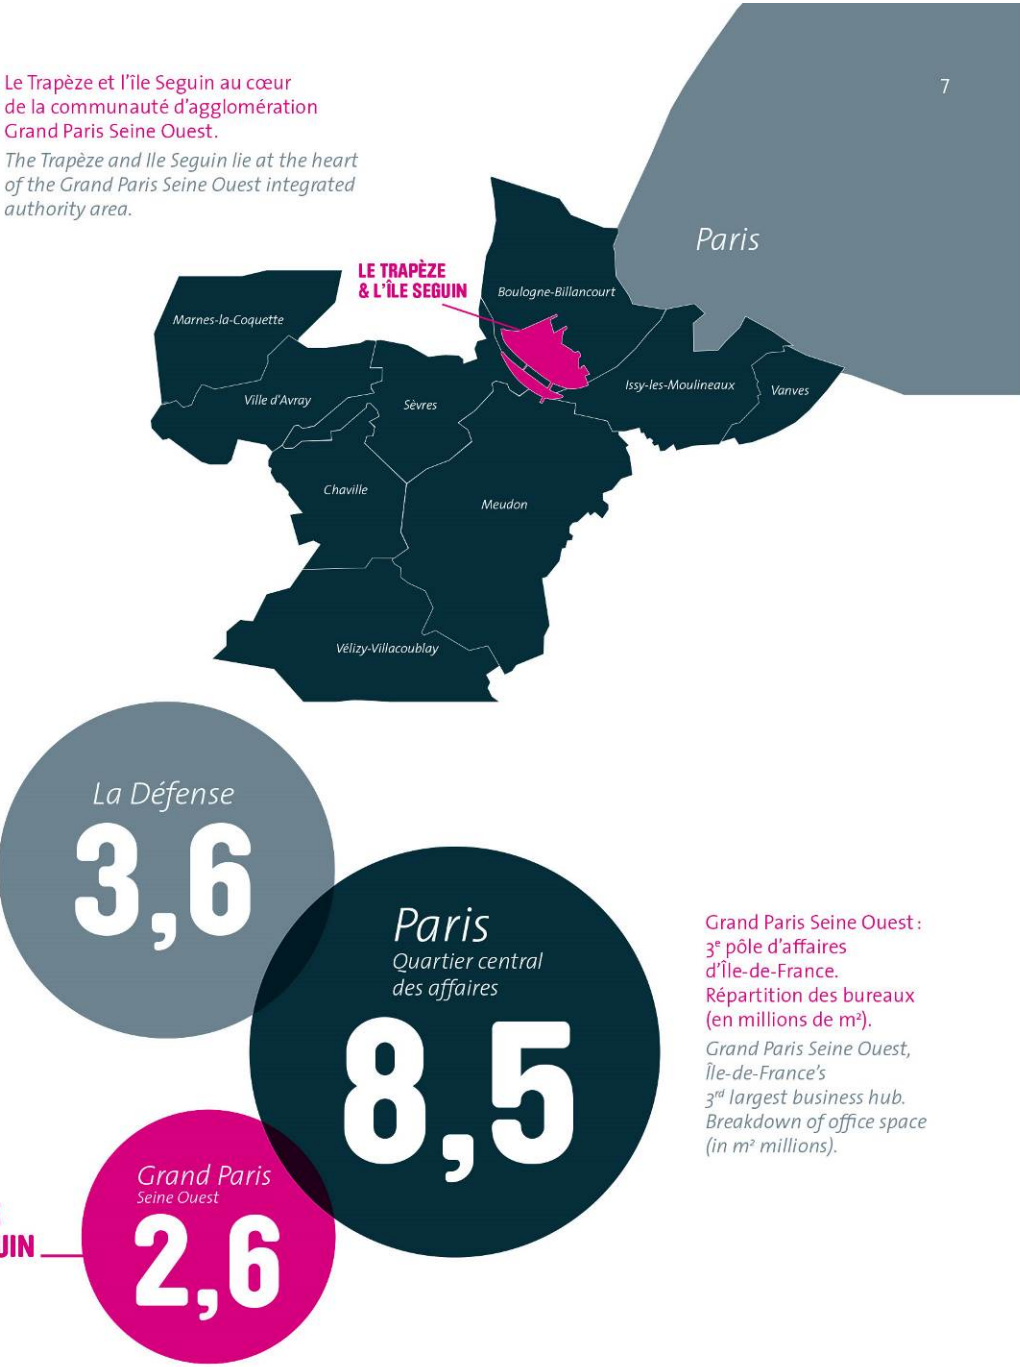 7
Le Trapèze et l'île Seguin au cœur
de la communauté d'agglomération
Grand Paris Seine Ouest.
The Trapèze and Ile Seguin lie at the heart
of the Grand Paris Seine Ouest integrated
authority area.
Paris
LE TRAPÈZE
& L'ÎLE SEGUIN
Boulogne-Billancourt
Marnes-la-Coquette
Issy-les-Moulineaux
Vanves
Ville d'Avray
Sèvres
Chaville
Meudon
Vélizy-Villacoublay
La Défense
3,6
Paris
Quartier central
des affaires
8,5
Grand Paris Seine Ouest :
3e pôle d'affaires
d'Île-de-France.
Répartition des bureaux
(en millions de m²).
Grand Paris Seine Ouest,
Île-de-France's
3rd largest business hub.
Breakdown of office space
(in m² millions).
Grand Paris
Seine Ouest
2,6
UIN